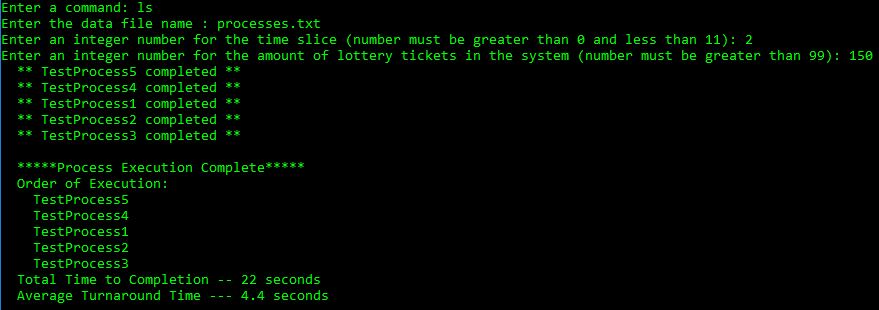 Enter a command: ls
Enter the data file name : processes.txt
Enter an integer number for the time slice (number must be greater than 0 and less than 11): 2
Enter an integer number for the amount of lottery tickets in the system (number must be greater than 99): 150
** TestProcess5 completed **
** TestProcess4 completed **
** TestProcess1 completed **
** TestProcess2 completed **
** TestProcess3 completed **
*****Process Execution Complete*****
Order of Execution:
TestProcess5
TestProcess4
TestProcess1
TestProcess2
TestProcess3
Total Time to Completion -- 22 seconds
Average Turnaround Time --- 4.4 seconds